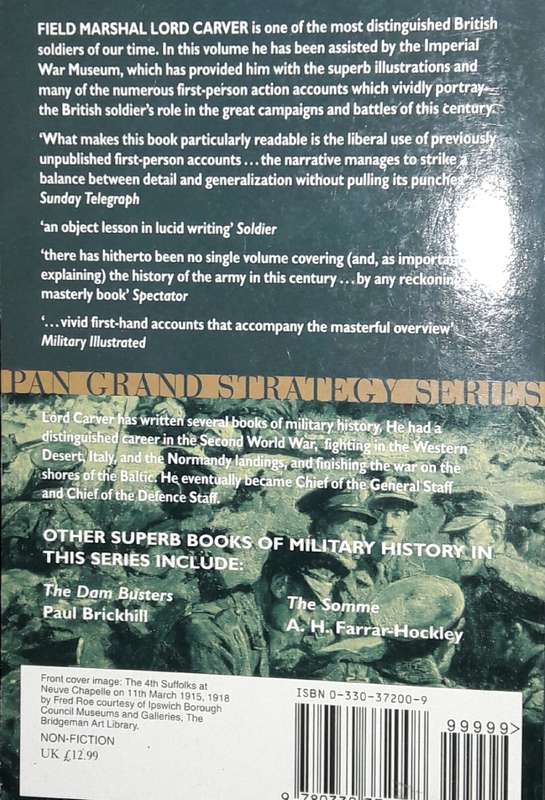 FIELD MARSHAL LORD CARVER is one of the most distinguished British
soldiers of our time. In this volume he has been assisted by the Imperial
War Museum, which has provided him with the superb illustrations and
many of the numerous first-person action accounts which vividly portray
the British soldier's role in the great campaigns and battles of this century.
'What makes this book particularly readable is the liberal use of previously
unpublished first-person accounts ... the narrative manages to strike a
balance between detail and generalization without pulling its punches'
Sunday Telegraph
'an object lesson in lucid writing' Soldier
'there has hitherto been no single volume covering (and, as important
explaining) the history of the army in this century ... by any reckoning
masterly book' Spectator
'... vivid first-hand accounts that accompany the masterful overview'
Military Illustrated
PAN GRAND STRATEGY SERIES
Lord Carver has written several books of military history. He had a
distinguished career in the Second World War, fighting in the Western
Desert, Italy, and the Normandy landings, and finishing the war on the
shores of the Baltic. He eventually became Chief of the General Staff
and Chief of the Defence Staff.
OTHER SUPERB BOOKS OF MILITARY HISTORY IN
THIS SERIES INCLUDE:
The Dam Busters
Paul Brickhill
The Somme
A. H. Farrar-Hockley
Front cover image: The 4th Suffolks at
Neuve Chapelle on 11th March 1915, 1918
by Fred Roe courtesy of Ipswich Borough
Council Museums and Galleries, The
Bridgeman Art Library.
NON-FICTION
UK £12.99
ISBN 0-330-37200-9
99999>